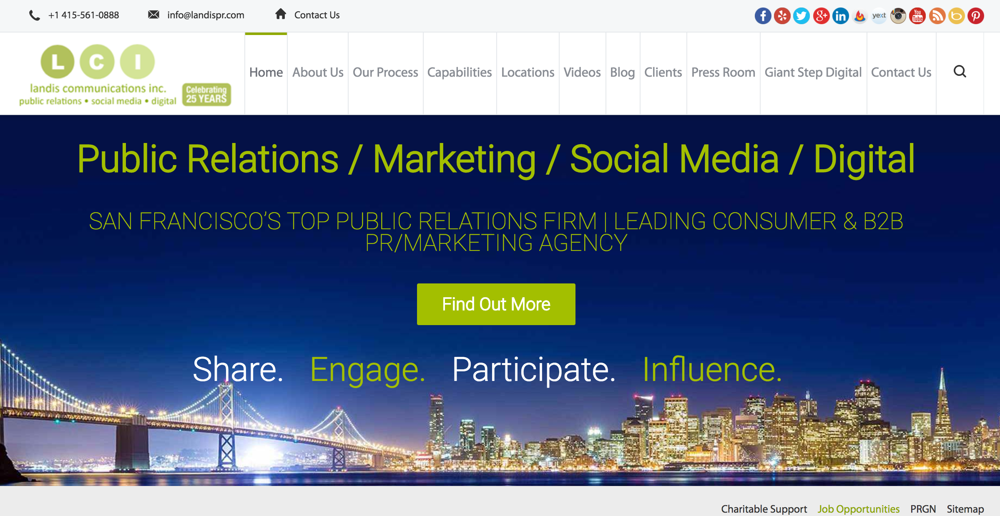 +1 415-561-0888 info@landispr.com Contact Us
f g+ in yext You Tube b p
L C I
landis communications inc.
public relations • social media • digital
Celebrating
25 YEARS
Home About Us Our Process Capabilities Locations Videos Blog Clients Press Room Giant Step Digital Contact Us
Public Relations / Marketing / Social Media / Digital
SAN FRANCISCO’S TOP PUBLIC RELATIONS FIRM | LEADING CONSUMER & B2B
PR/MARKETING AGENCY
Find Out More
Share. Engage. Participate. Influence.
Charitable Support Job Opportunities PRGN Sitemap